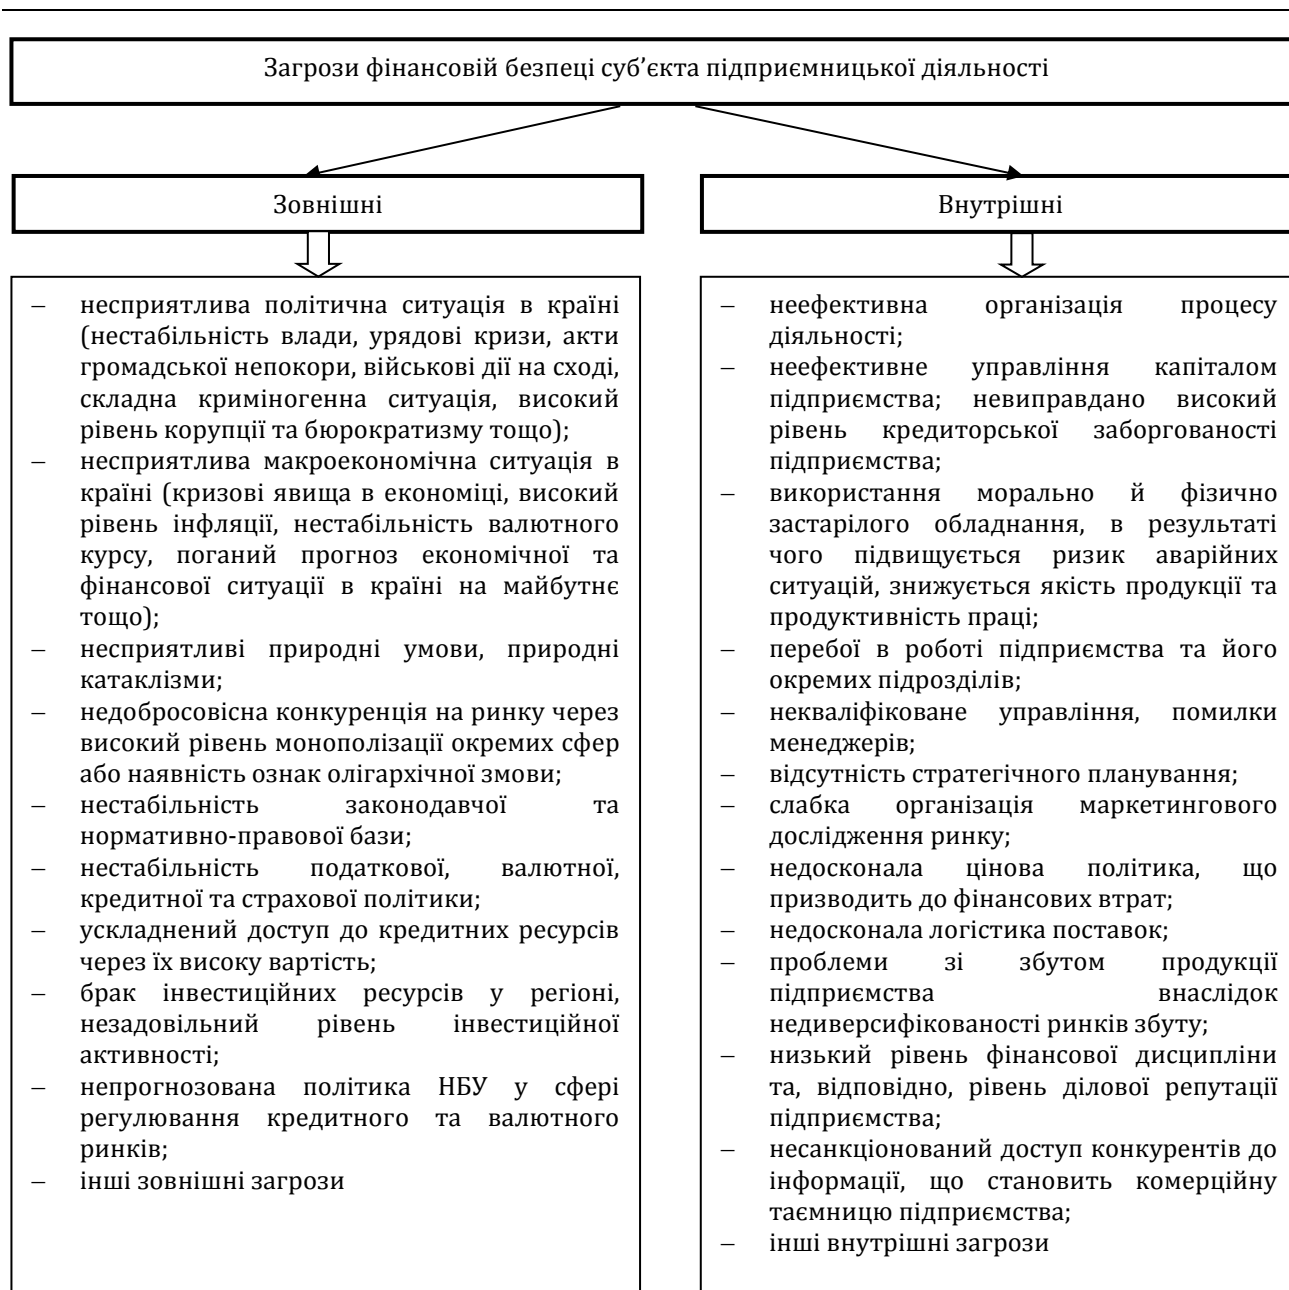 Загрози фінансовій безпеці суб’єкта підприємницької діяльності
Зовнішні
– несприятлива політична ситуація в країні
(нестабільність влади, урядові кризи, акти
громадської непокори, військові дії на сході,
складна криміногенна ситуація, високий
рівень корупції та бюрократизму тощо);
– несприятлива макроекономічна ситуація в
країні (кризові явища в економіці, високий
рівень інфляції, нестабільність валютного
курсу, поганий прогноз економічної та
фінансової ситуації в країні на майбутнє
тощо);
– несприятливі природні умови, природні
катаклізми;
– недобросовісна конкуренція на ринку через
високий рівень монополізації окремих сфер
або наявність ознак олігархічної змови;
– нестабільність законодавчої та
нормативно-правової бази;
– нестабільність податкової, валютної,
кредитної та страхової політики;
– ускладнений доступ до кредитних ресурсів
через їх високу вартість;
– брак інвестиційних ресурсів у регіоні,
незадовільний рівень інвестиційної
активності;
– непрогнозована політика НБУ у сфері
регулювання кредитного та валютного
ринків;
– інші зовнішні загрози
Внутрішні
– неефективна організація процесу
діяльності;
– неефективне управління капіталом
підприємства; невиправдано високий
рівень кредиторської заборгованості
підприємства;
– використання морально й фізично
застарілого обладнання, в результаті
чого підвищується ризик аварійних
ситуацій, знижується якість продукції та
продуктивність праці;
– перебої в роботі підприємства та його
окремих підрозділів;
– некваліфіковане управління, помилки
менеджерів;
– відсутність стратегічного планування;
– слабка організація маркетингового
дослідження ринку;
– недосконала цінова політика, що
призводить до фінансових втрат;
– недосконала логістика поставок;
– проблеми зі збутом продукції
підприємства внаслідок
недиверсифікованості ринків збуту;
– низький рівень фінансової дисципліни
та, відповідно, рівень ділової репутації
підприємства;
– несанкціонований доступ конкурентів до
інформації, що становить комерційну
таємницю підприємства;
– інші внутрішні загрози